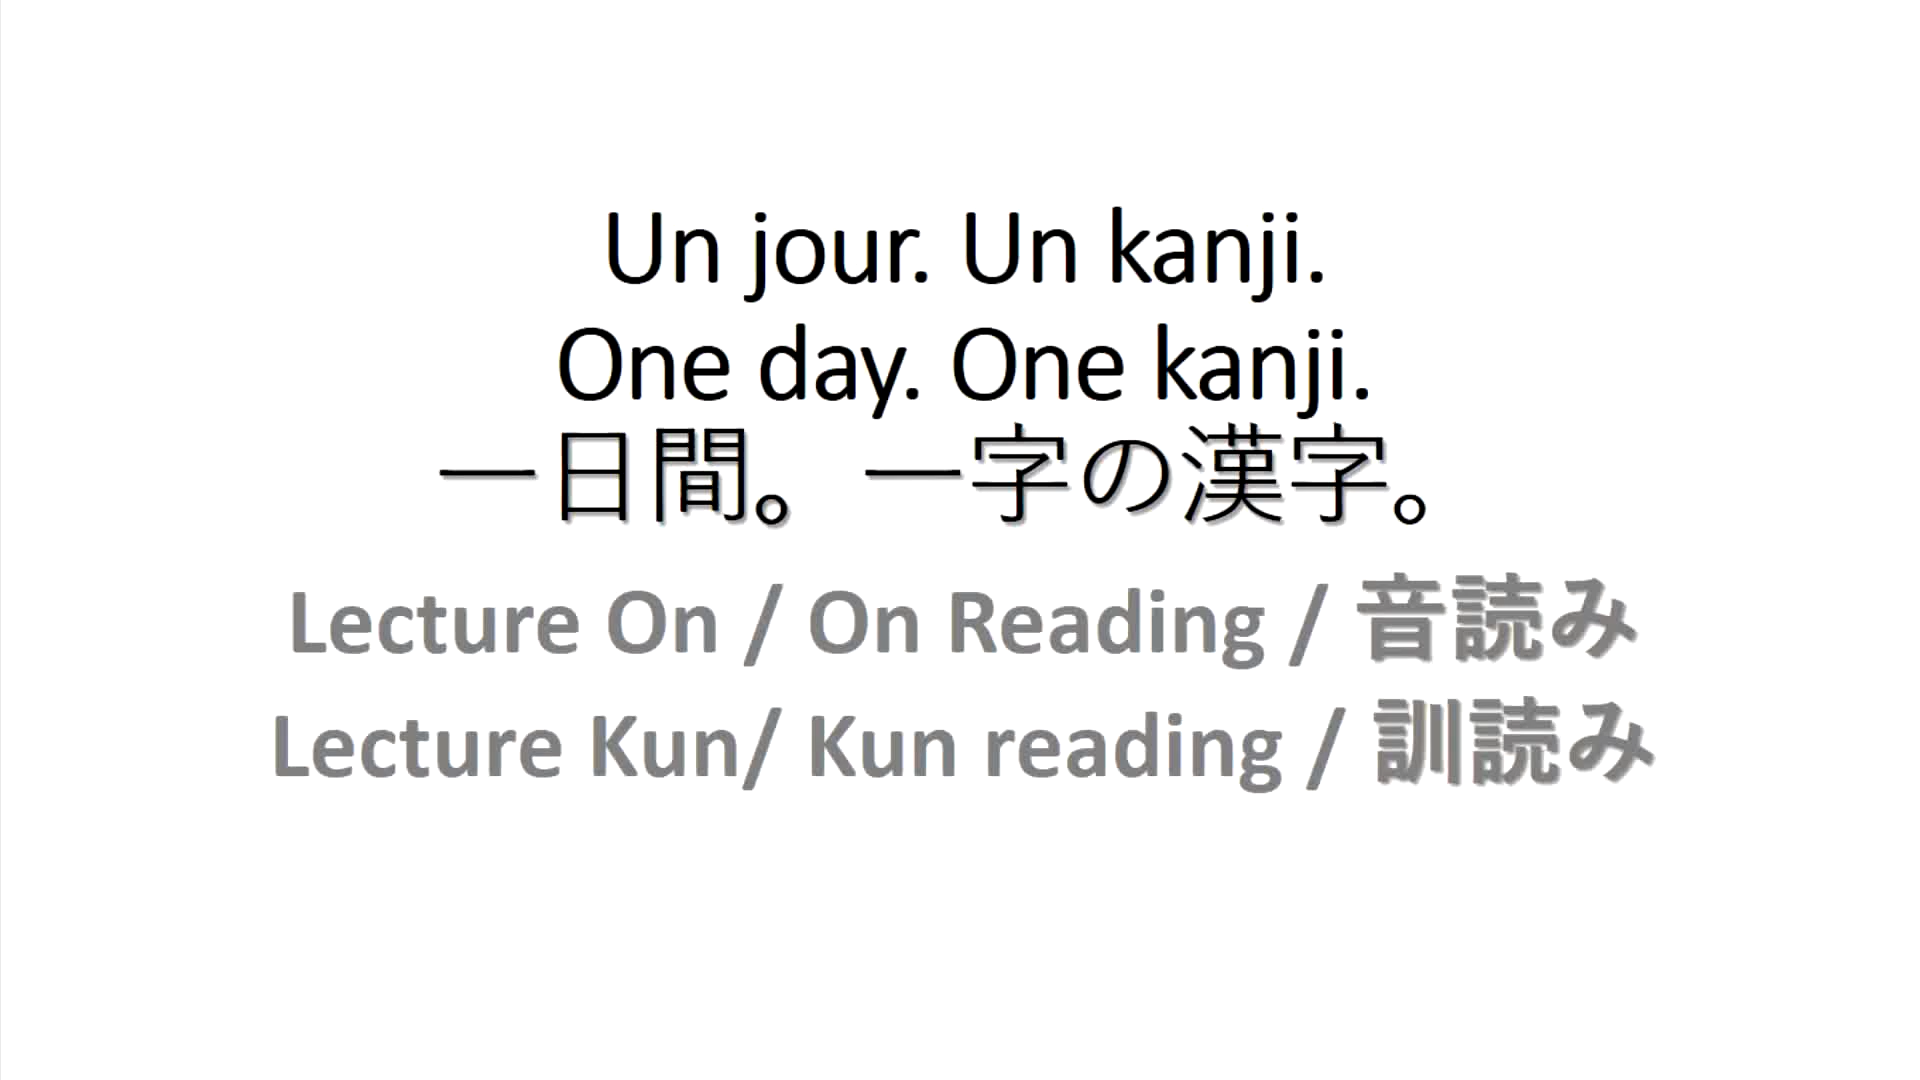 Un jour. Un kanji.
One day. One kanji.
一日間。一字の漢字。
Lecture On / On Reading / 音読み
Lecture Kun/ Kun reading / 訓読み